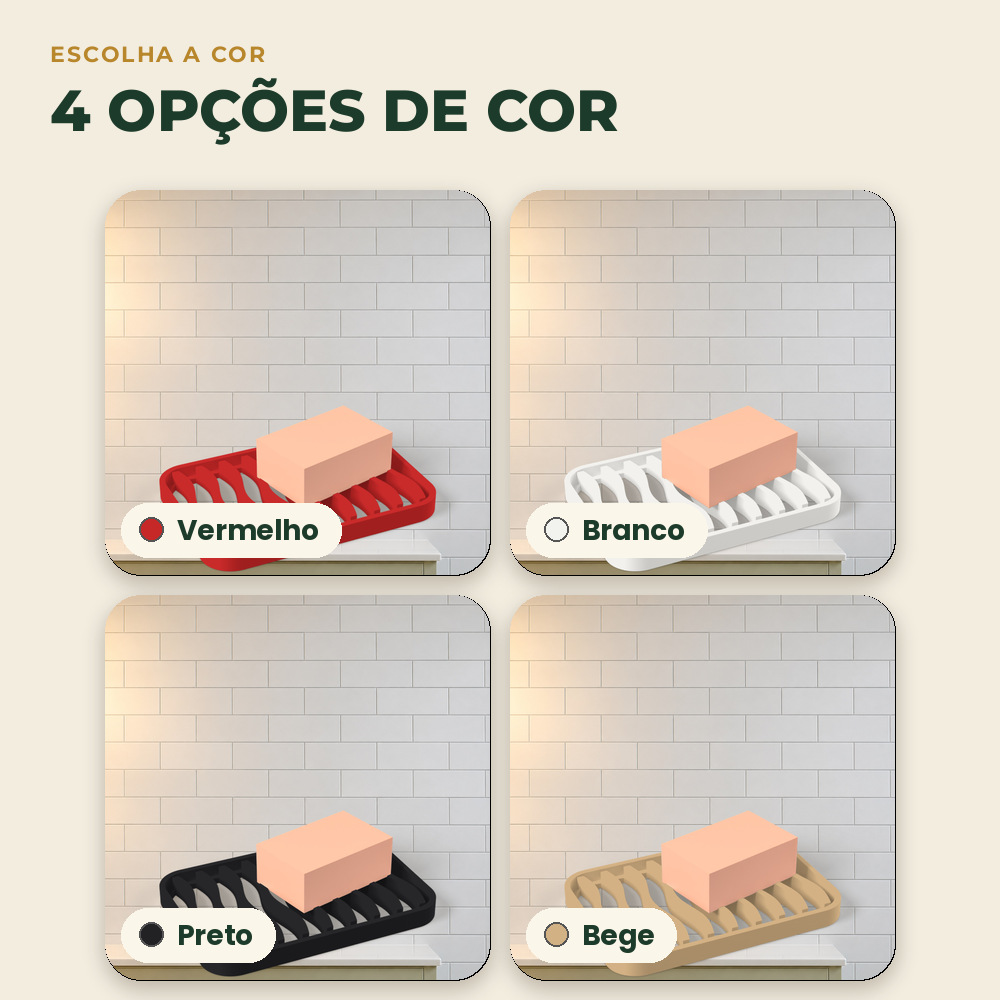 ESCOLHA A COR
4 OPÇÕES DE COR
Vermelho
Branco
Preto
Bege